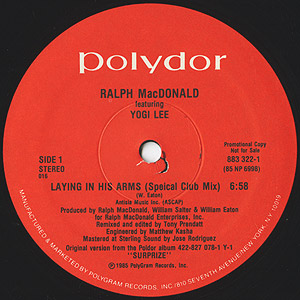 polydor
RALPH MacDONALD
featuring
YOGI LEE
SIDE 1
STEREO
816
Promotional Copy
Not for Sale
883 322-1
(85 NP 6998)
LAYING IN HIS ARMS (Speical Club Mix) 6:58
(W. Eaton)
Antisia Music Inc. (ASCAP)
Produced by Ralph MacDonald, William Salter & William Eaton
for Ralph MacDonald Enterprises, Inc.
Remixed and edited by Tony Prendatt
Engineered by Matthew Kasha
Mastered at Sterling Sound by Jose Rodriguez
Original version from the Polydor album 422-827 078-1 Y-1
"SURPRIZE"
© 1985 PolyGram Records, Inc.
MANUFACTURED & MARKETED BY POLYGRAM RECORDS, INC./810 SEVENTH AVENUE/NEW YORK, N.Y. 10019